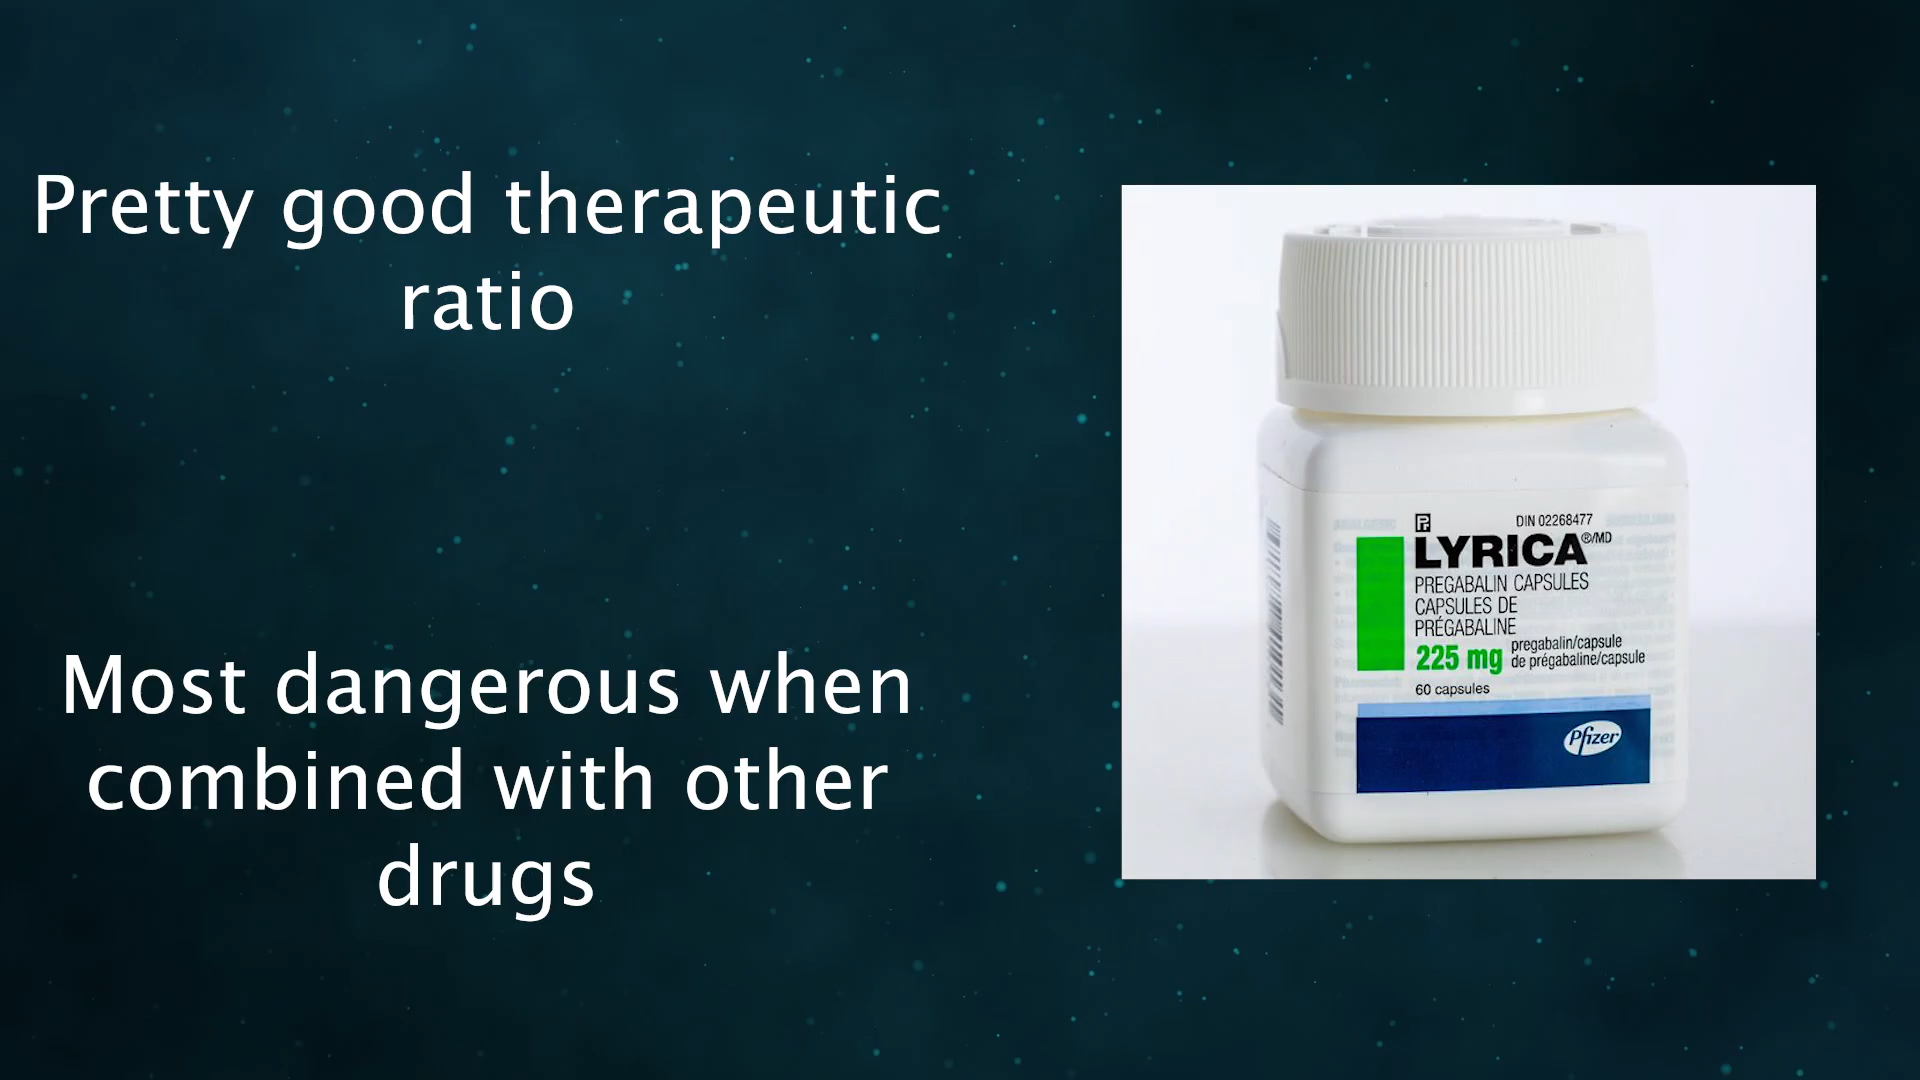 Pretty good therapeutic
ratio
Most dangerous when
combined with other
drugs
Pr
DIN 02268477
LYRICA®/MD
PREGABALIN CAPSULES
CAPSULES DE
PRÉGABALINE
225 mg pregabalin/capsule
de prégabaline/capsule
60 capsules
Pfizer